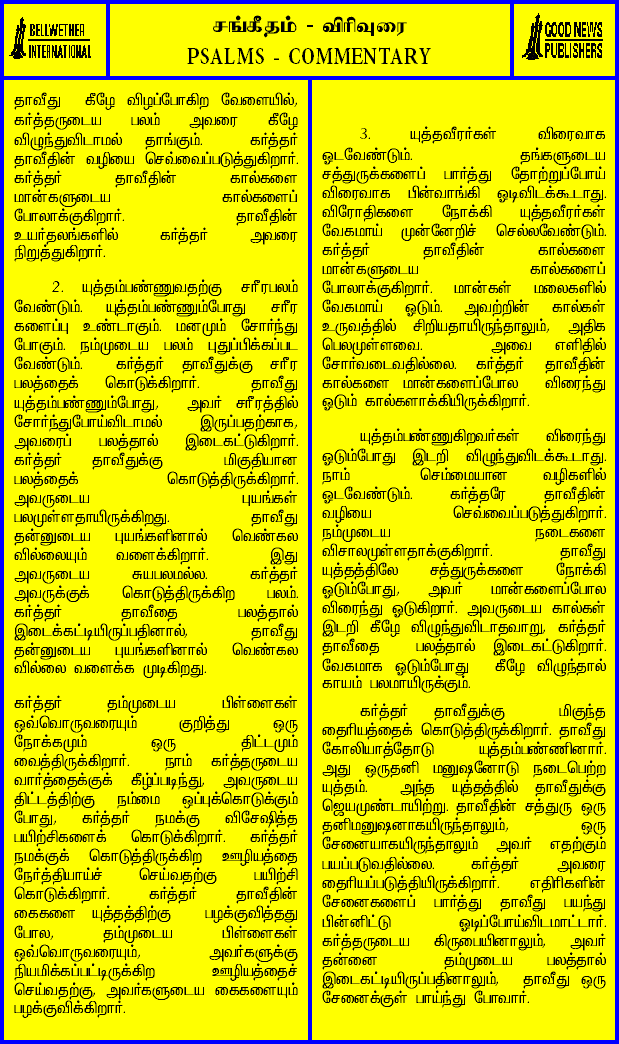 BELLWETHER
INTERNATIONAL
சங்கீதம் - விரிவுரை
PSALMS - COMMENTARY
GOOD NEWS
PUBLISHERS
தாவீது கீழே விழப்போகிற வேளையில்,
கர்த்தருடைய பலம் அவரை கீழே
விழுந்துவிடாமல் தாங்கும். கர்த்தர்
தாவீதின் வழியை செவ்வைப்படுத்துகிறார்.
கர்த்தர் தாவீதின் கால்களை
மான்களுடைய கால்களைப்
போலாக்குகிறார். தாவீதின்
உயர்தலங்களில் கர்த்தர் அவரை
நிறுத்துகிறார்.
2. யுத்தம்பண்ணுவதற்கு சரீரபலம்
வேண்டும். யுத்தம்பண்ணும்போது சரீர
களைப்பு உண்டாகும். மனமும் சோர்ந்து
போகும். நம்முடைய பலம் புதுப்பிக்கப்பட
வேண்டும். கர்த்தர் தாவீதுக்கு சரீர
பலத்தைக் கொடுக்கிறார். தாவீது
யுத்தம்பண்ணும்போது, அவர் சரீரத்தில்
சோர்ந்துபோய்விடாமல் இருப்பதற்காக,
அவரைப் பலத்தால் இடைகட்டுகிறார்.
கர்த்தர் தாவீதுக்கு மிகுதியான
பலத்தைக் கொடுத்திருக்கிறார்.
அவருடைய புயங்கள்
பலமுள்ளதாயிருக்கிறது. தாவீது
தன்னுடைய புயங்களினால் வெண்கல
வில்லையும் வளைக்கிறார். இது
அவருடைய சுயபலமல்ல. கர்த்தர்
அவருக்குக் கொடுத்திருக்கிற பலம்.
கர்த்தர் தாவீதை பலத்தால்
இடைக்கட்டியிருப்பதினால், தாவீது
தன்னுடைய புயங்களினால் வெண்கல
வில்லை வளைக்க முடிகிறது.
கர்த்தர் தம்முடைய பிள்ளைகள்
ஒவ்வொருவரையும் குறித்து ஒரு
நோக்கமும் ஒரு திட்டமும்
வைத்திருக்கிறார். நாம் கர்த்தருடைய
வார்த்தைக்குக் கீழ்ப்படிந்து, அவருடைய
திட்டத்திற்கு நம்மை ஒப்புக்கொடுக்கும்
போது, கர்த்தர் நமக்கு விசேஷித்த
பயிற்சிகளைக் கொடுக்கிறார். கர்த்தர்
நமக்குக் கொடுத்திருக்கிற ஊழியத்தை
நேர்த்தியாய்ச் செய்வதற்கு பயிற்சி
கொடுக்கிறார். கர்த்தர் தாவீதின்
கைகளை யுத்தத்திற்கு பழக்குவித்தது
போல, தம்முடைய பிள்ளைகள்
ஒவ்வொருவரையும், அவர்களுக்கு
நியமிக்கப்பட்டிருக்கிற ஊழியத்தைச்
செய்வதற்கு, அவர்களுடைய கைகளையும்
பழக்குவிக்கிறார்.
3. யுத்தவீரர்கள் விரைவாக
ஓடவேண்டும். தங்களுடைய
சத்துருக்களைப் பார்த்து தோற்றுப்போய்
விரைவாக பின்வாங்கி ஓடிவிடக்கூடாது.
விரோதிகளை நோக்கி யுத்தவீரர்கள்
வேகமாய் முன்னேறிச் செல்லவேண்டும்.
கர்த்தர் தாவீதின் கால்களை
மான்களுடைய கால்களைப்
போலாக்குகிறார். மான்கள் மலைகளில்
வேகமாய் ஓடும். அவற்றின் கால்கள்
உருவத்தில் சிறியதாயிருந்தாலும், அதிக
பெலமுள்ளவை. அவை எளிதில்
சோர்வடைவதில்லை. கர்த்தர் தாவீதின்
கால்களை மான்களைப்போல விரைந்து
ஓடும் கால்களாக்கியிருக்கிறார்.
யுத்தம்பண்ணுகிறவர்கள் விரைந்து
ஓடும்போது இடறி விழுந்துவிடக்கூடாது.
நாம் செம்மையான வழிகளில்
ஓடவேண்டும். கர்த்தரே தாவீதின்
வழியை செவ்வைப்படுத்துகிறார்.
நம்முடைய நடைகளை
விசாலமுள்ளதாக்குகிறார். தாவீது
யுத்தத்திலே சத்துருக்களை நோக்கி
ஓடும்போது, அவர் மான்களைப்போல
விரைந்து ஓடுகிறார். அவருடைய கால்கள்
இடறி கீழே விழுந்துவிடாதவாறு, கர்த்தர்
தாவீதை பலத்தால் இடைகட்டுகிறார்.
வேகமாக ஓடும்போது கீழே விழுந்தால்
காயம் பலமாயிருக்கும்.
கர்த்தர் தாவீதுக்கு மிகுந்த
தைரியத்தைக் கொடுத்திருக்கிறார். தாவீது
கோலியாத்தோடு யுத்தம்பண்ணினார்.
அது ஒருதனி மனுஷனோடு நடைபெற்ற
யுத்தம். அந்த யுத்தத்தில் தாவீதுக்கு
ஜெயமுண்டாயிற்று. தாவீதின் சத்துரு ஒரு
தனிமனுஷனாகயிருந்தாலும், ஒரு
சேனையாகயிருந்தாலும் அவர் எதற்கும்
பயப்படுவதில்லை. கர்த்தர் அவரை
தைரியப்படுத்தியிருக்கிறார். எதிரிகளின்
சேனைகளைப் பார்த்து தாவீது பயந்து
பின்னிட்டு ஓடிப்போய்விடமாட்டார்.
கர்த்தருடைய கிருபையினாலும், அவர்
தன்னை தம்முடைய பலத்தால்
இடைகட்டியிருப்பதினாலும், தாவீது ஒரு
சேனைக்குள் பாய்ந்து போவார்.